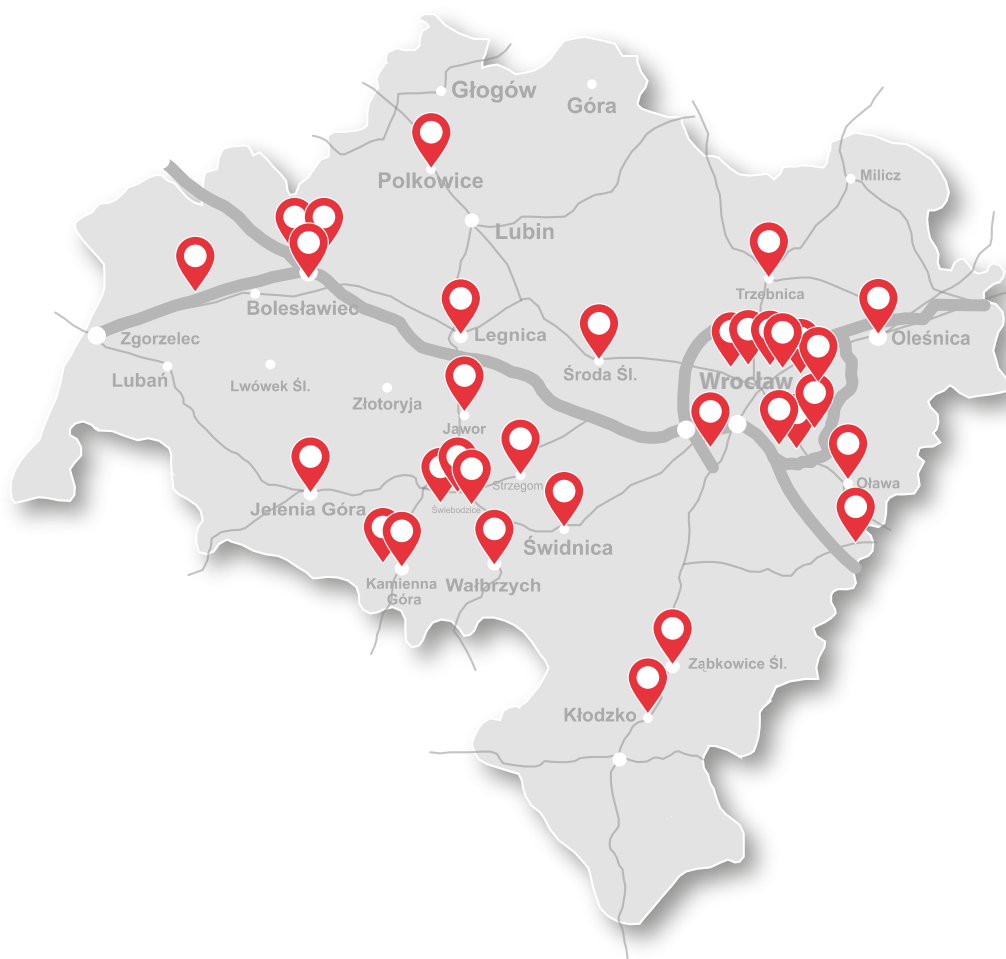 Głogów
Góra
Polkowice
Milicz
Lubin
Trzebnica
Bolesławiec
Zgorzelec
Legnica
Oleśnica
Lubań
Lwówek Śl.
Środa Śl.
Wrocław
Złotoryja
Jawor
Strzegom
Oława
Jelenia Góra
Świebodzice
Świdnica
Kamienna
Góra
Wałbrzych
Ząbkowice Śl.
Kłodzko